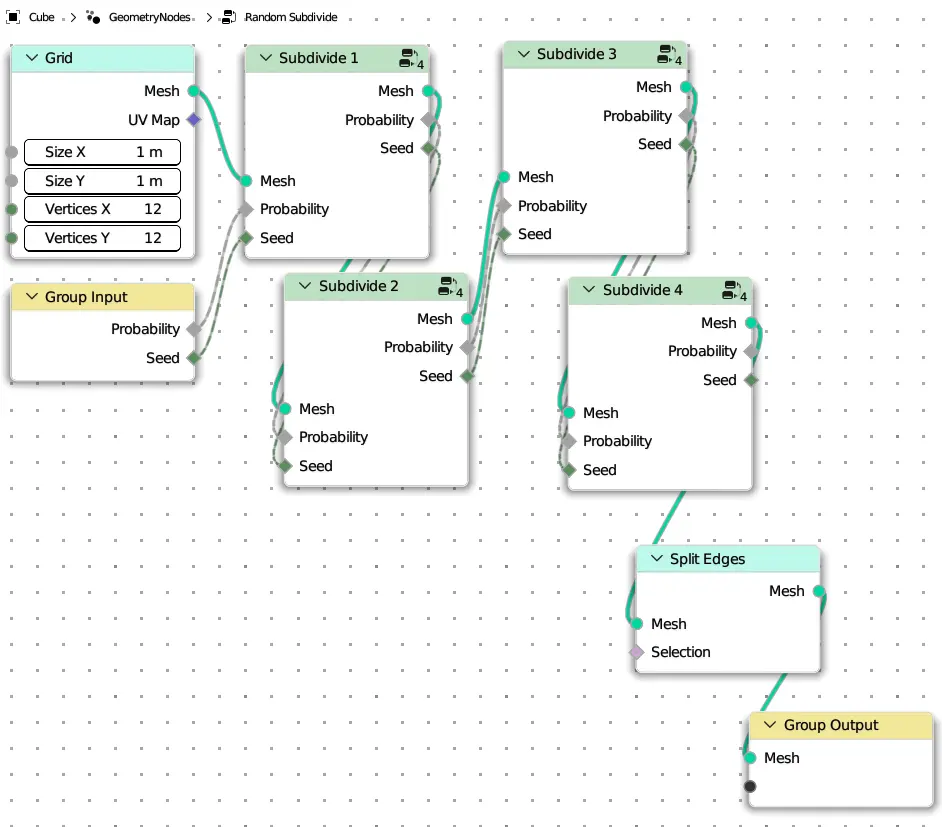 Cube > GeometryNodes > Random Subdivide
Grid
Mesh
UV Map
Size X 1 m
Size Y 1 m
Vertices X 12
Vertices Y 12
Group Input
Probability
Seed
Subdivide 1
4
Mesh
Probability
Seed
Mesh
Probability
Seed
Subdivide 2
4
Mesh
Probability
Seed
Mesh
Probability
Seed
Subdivide 3
4
Mesh
Probability
Seed
Mesh
Probability
Seed
Subdivide 4
4
Mesh
Probability
Seed
Mesh
Probability
Seed
Split Edges
Mesh
Mesh
Selection
Group Output
Mesh